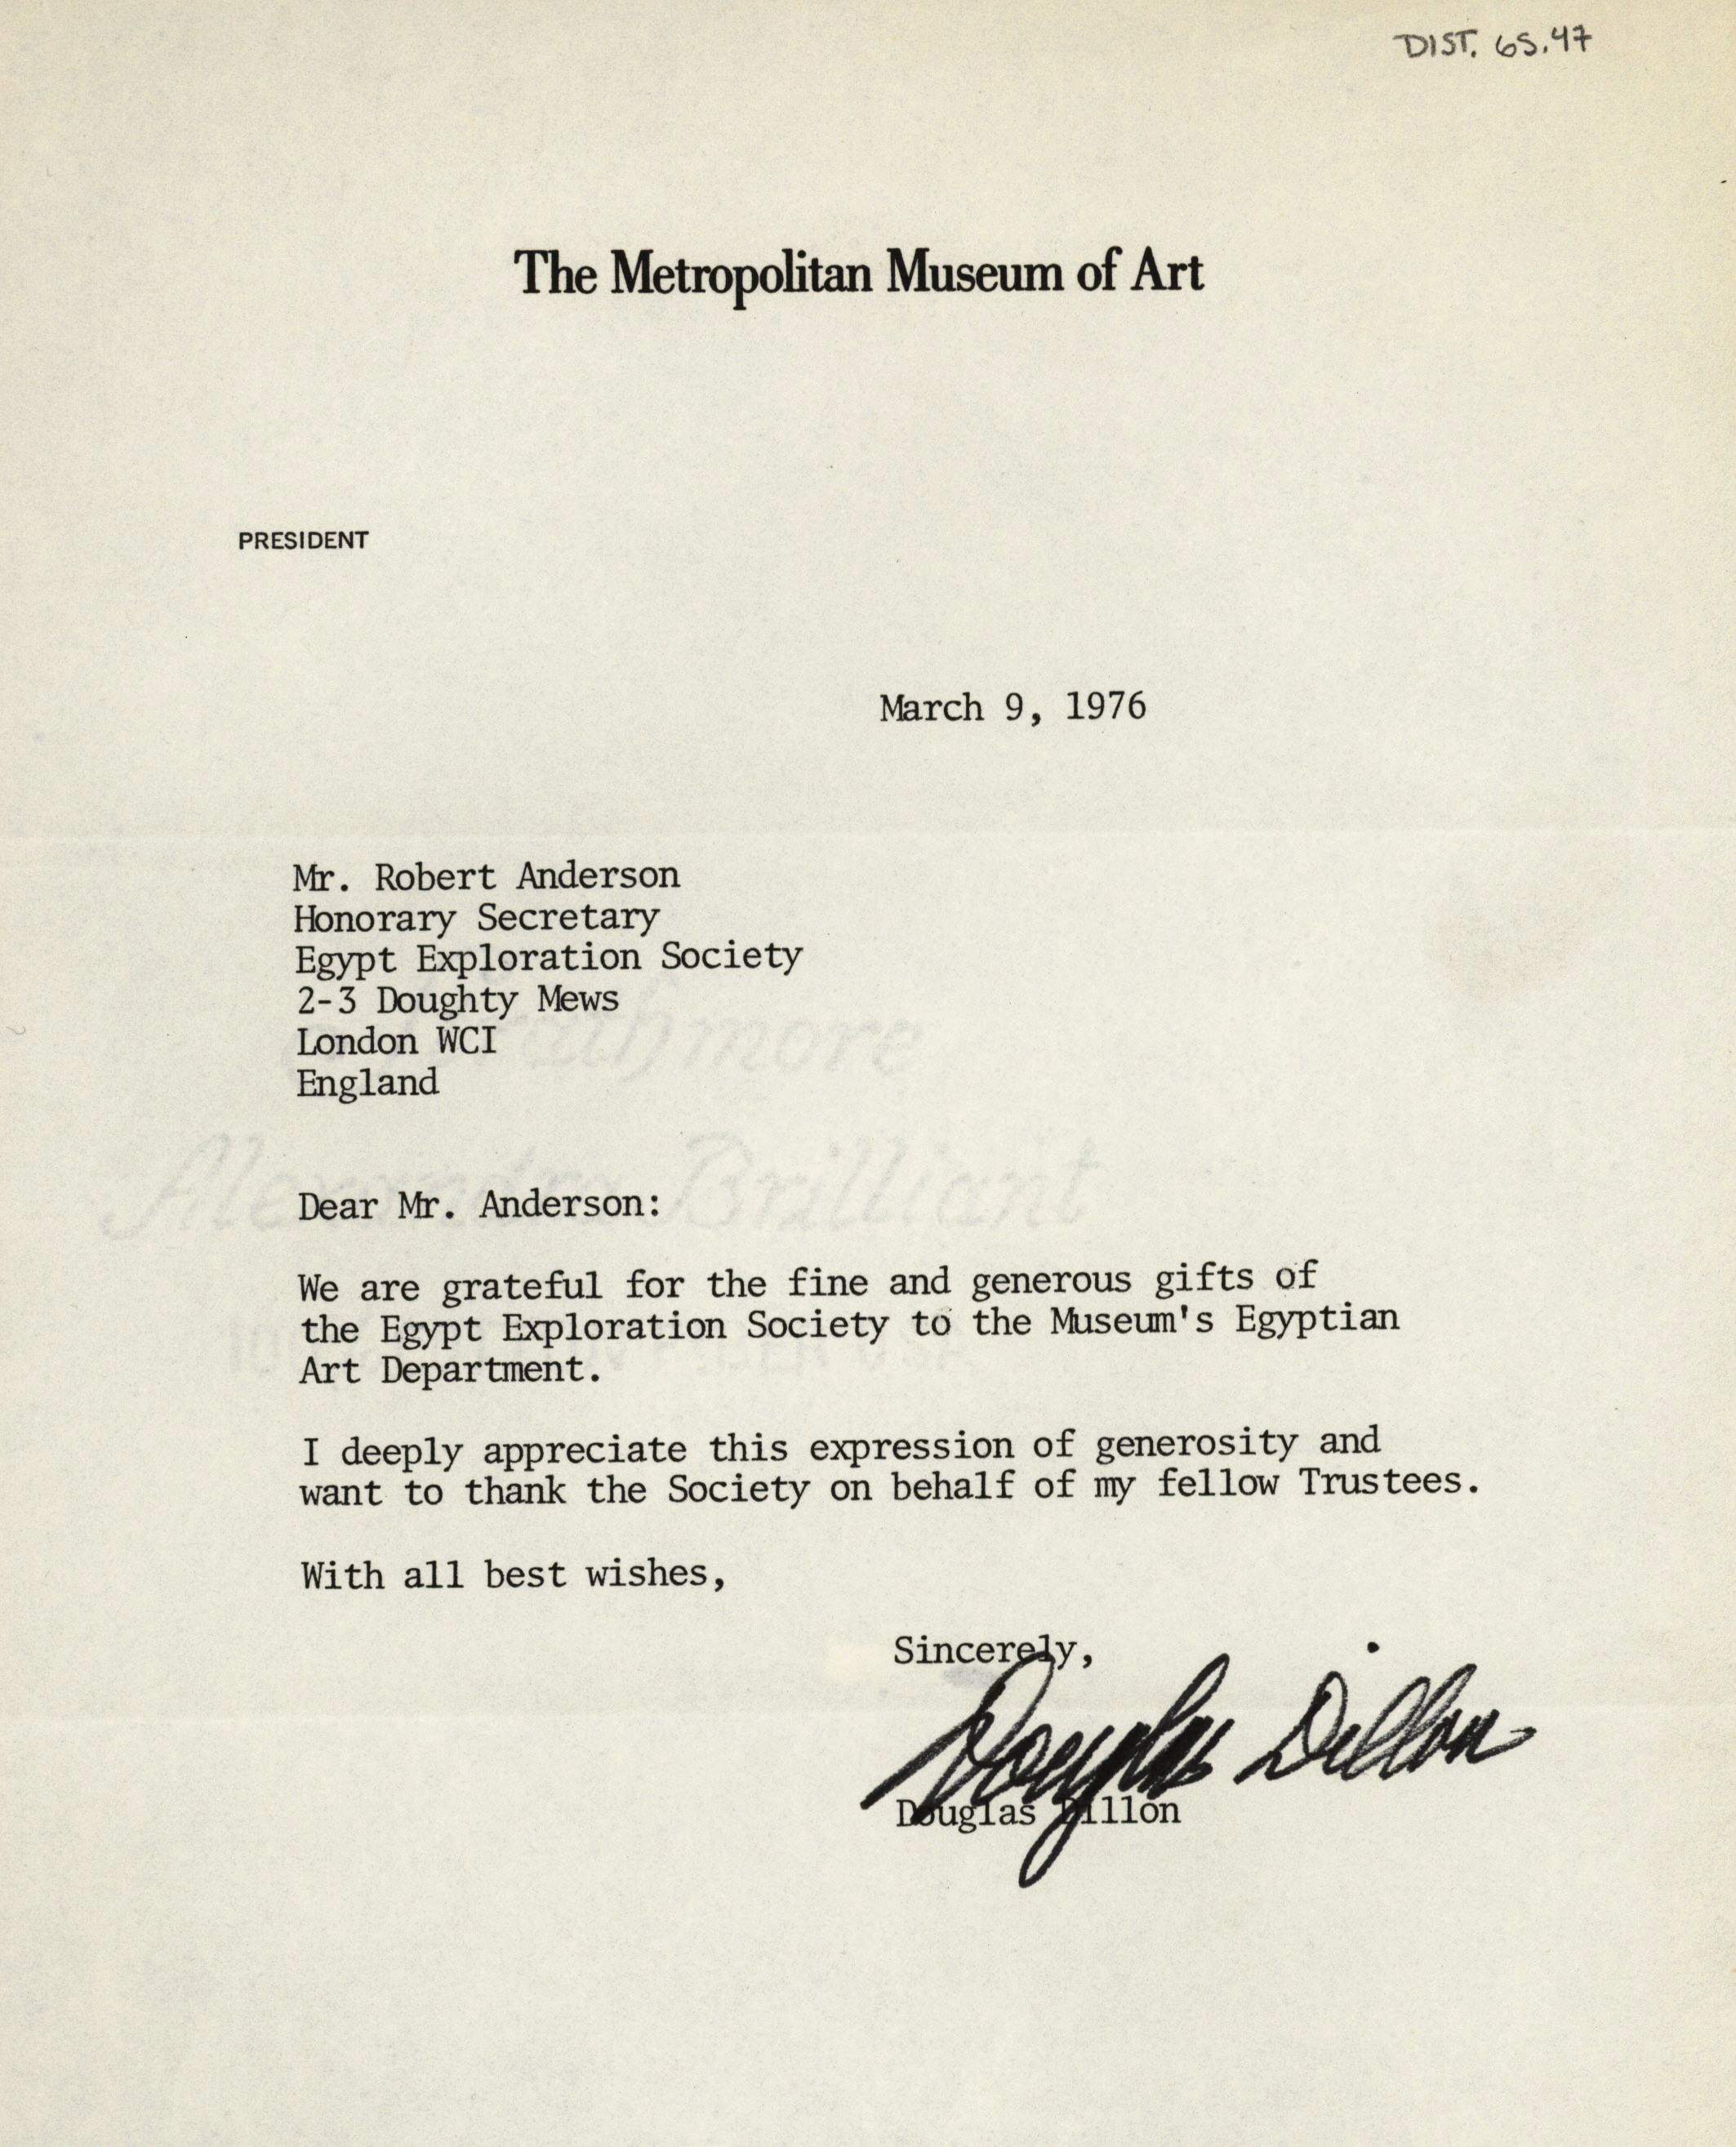 DIST. 65.47
The Metropolitan Museum of Art
PRESIDENT
March 9, 1976
Mr. Robert Anderson
Honorary Secretary
Egypt Exploration Society
2-3 Doughty Mews
London WCI
England
Dear Mr. Anderson:
We are grateful for the fine and generous gifts of
the Egypt Exploration Society to the Museum's Egyptian
Art Department.
I deeply appreciate this expression of generosity and
want to thank the Society on behalf of my fellow Trustees.
With all best wishes,
Sincerely,
Douglas Dillon
Douglas Dillon
Brilliant